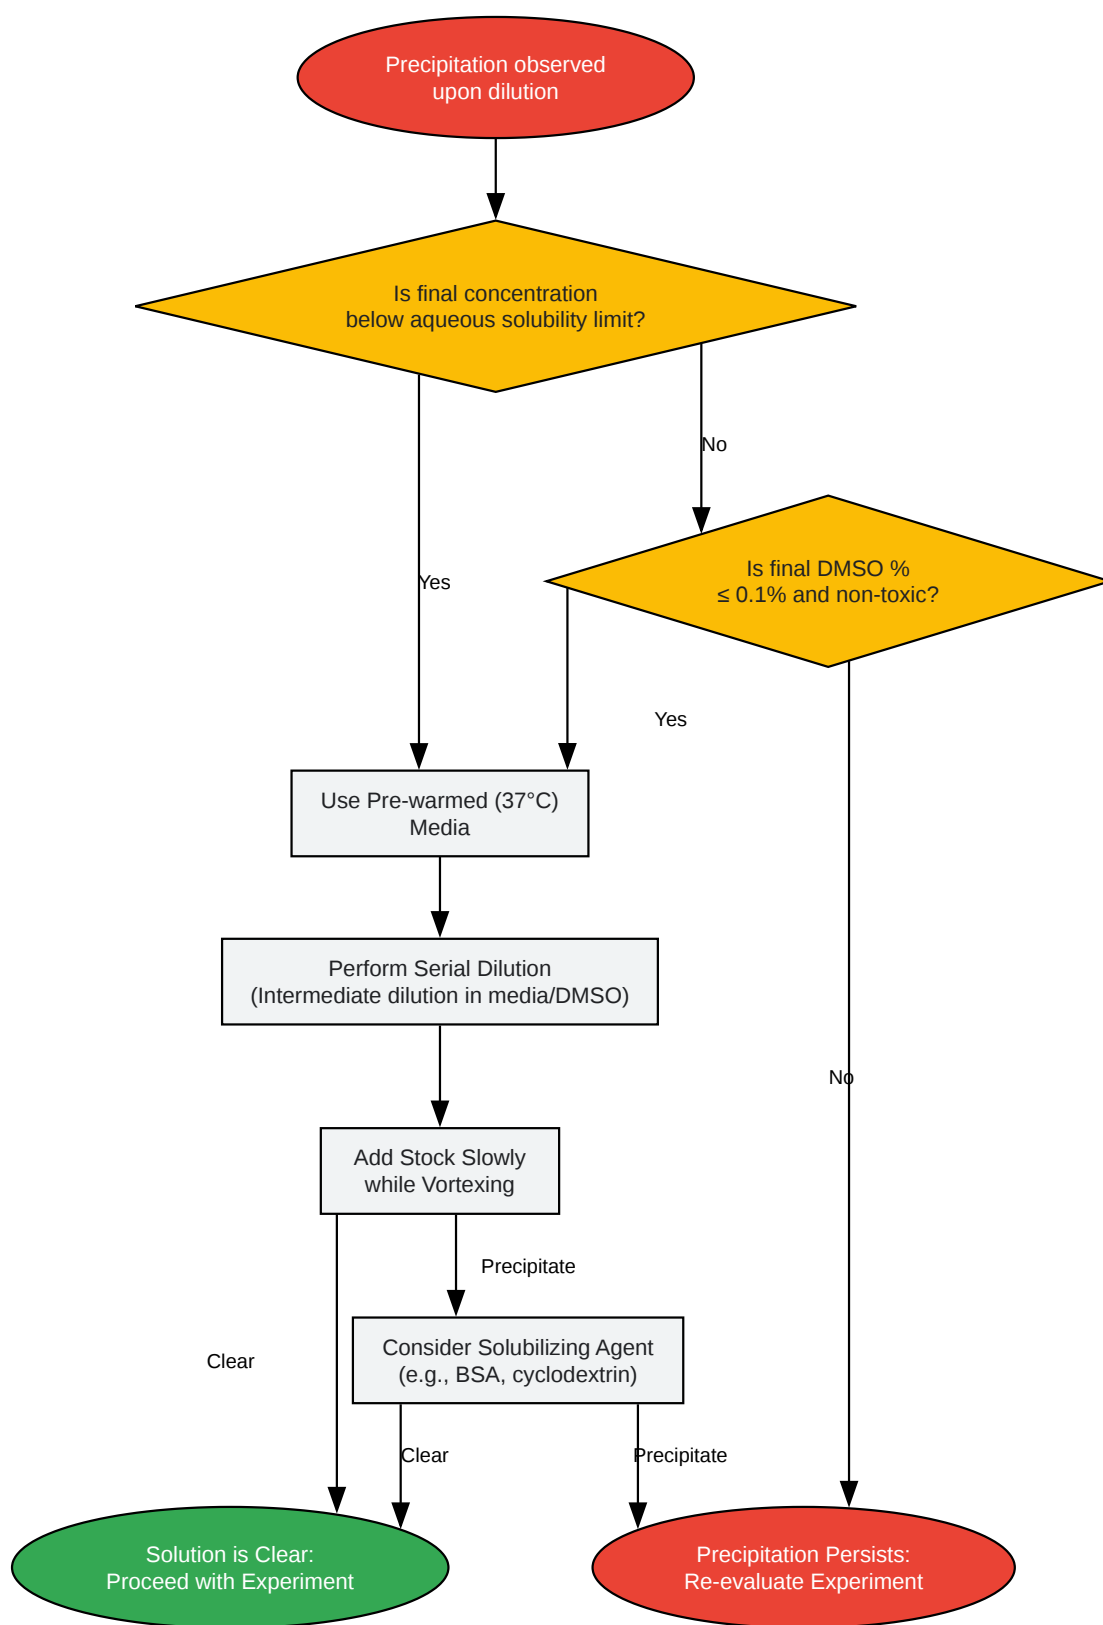 Precipitation observed
upon dilution
Is final concentration
below aqueous solubility limit?
No
Is final DMSO %
≤ 0.1% and non-toxic?
Yes
Yes
Use Pre-warmed (37°C)
Media
Perform Serial Dilution
(Intermediate dilution in media/DMSO)
No
Add Stock Slowly
while Vortexing
Precipitate
Consider Solubilizing Agent
(e.g., BSA, cyclodextrin)
Clear
Clear
Precipitate
Solution is Clear:
Proceed with Experiment
Precipitation Persists:
Re-evaluate Experiment